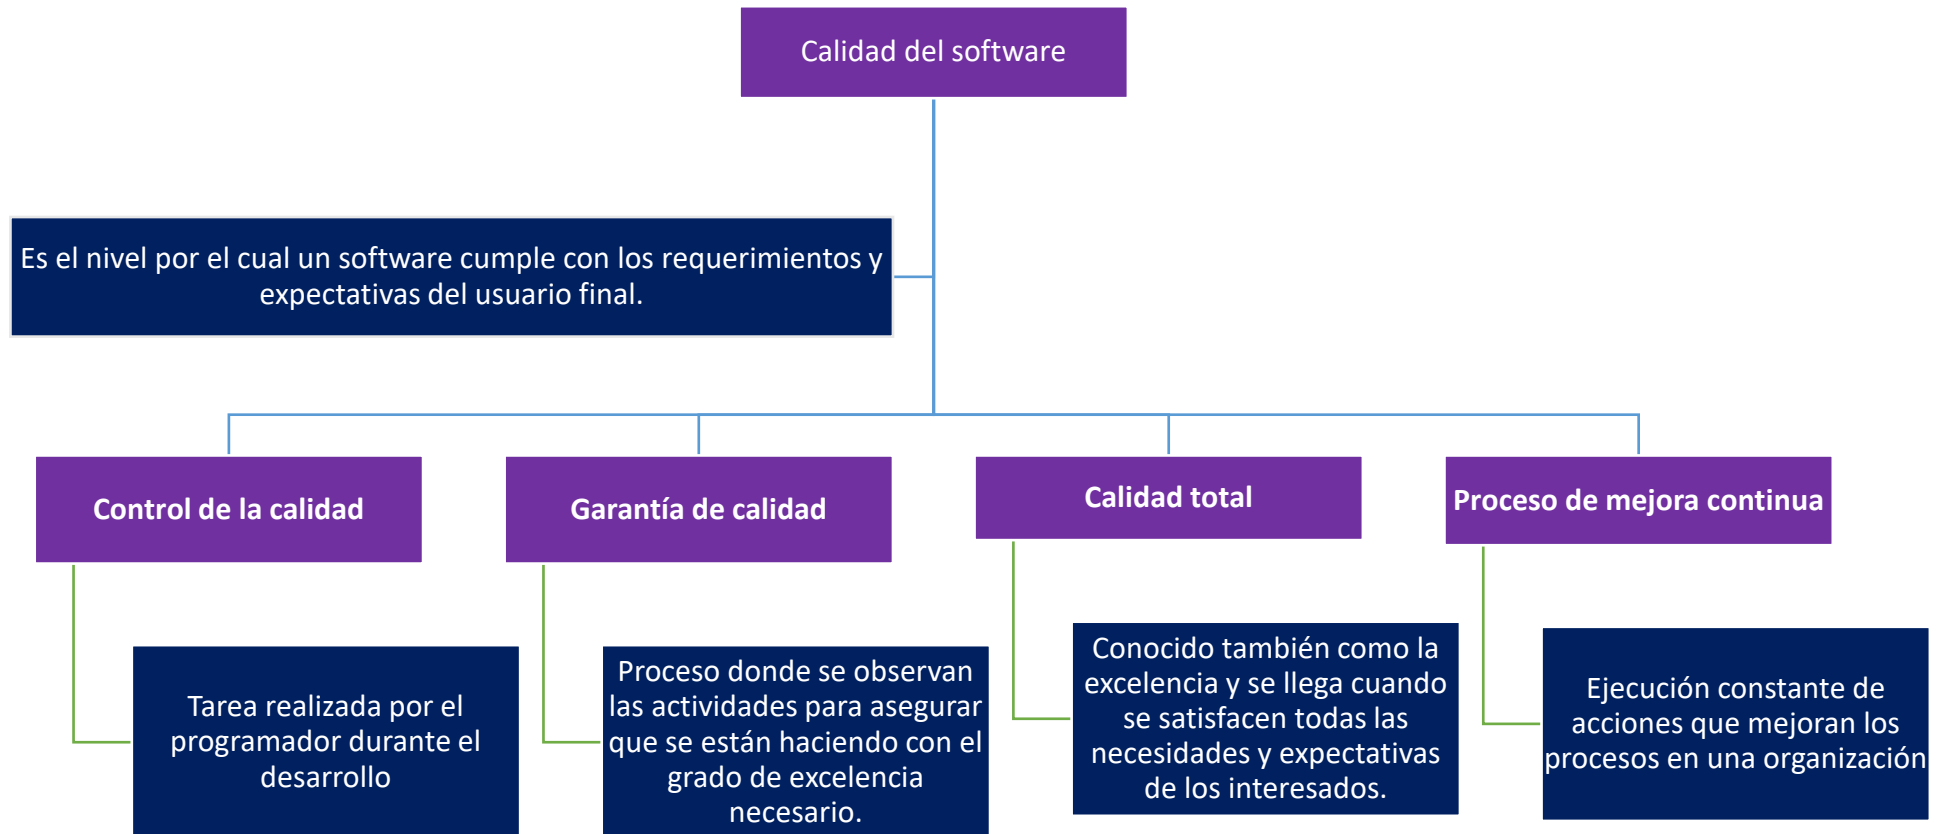 Calidad del software
Es el nivel por el cual un software cumple con los requerimientos y
expectativas del usuario final.
Control de la calidad
Tarea realizada por el
programador durante el
desarrollo
Garantía de calidad
Proceso donde se observan
las actividades para asegurar
que se están haciendo con el
grado de excelencia
necesario.
Calidad total
Conocido también como la
excelencia y se llega cuando
se satisfacen todas las
necesidades y expectativas
de los interesados.
Proceso de mejora continua
Ejecución constante de
acciones que mejoran los
procesos en una organización